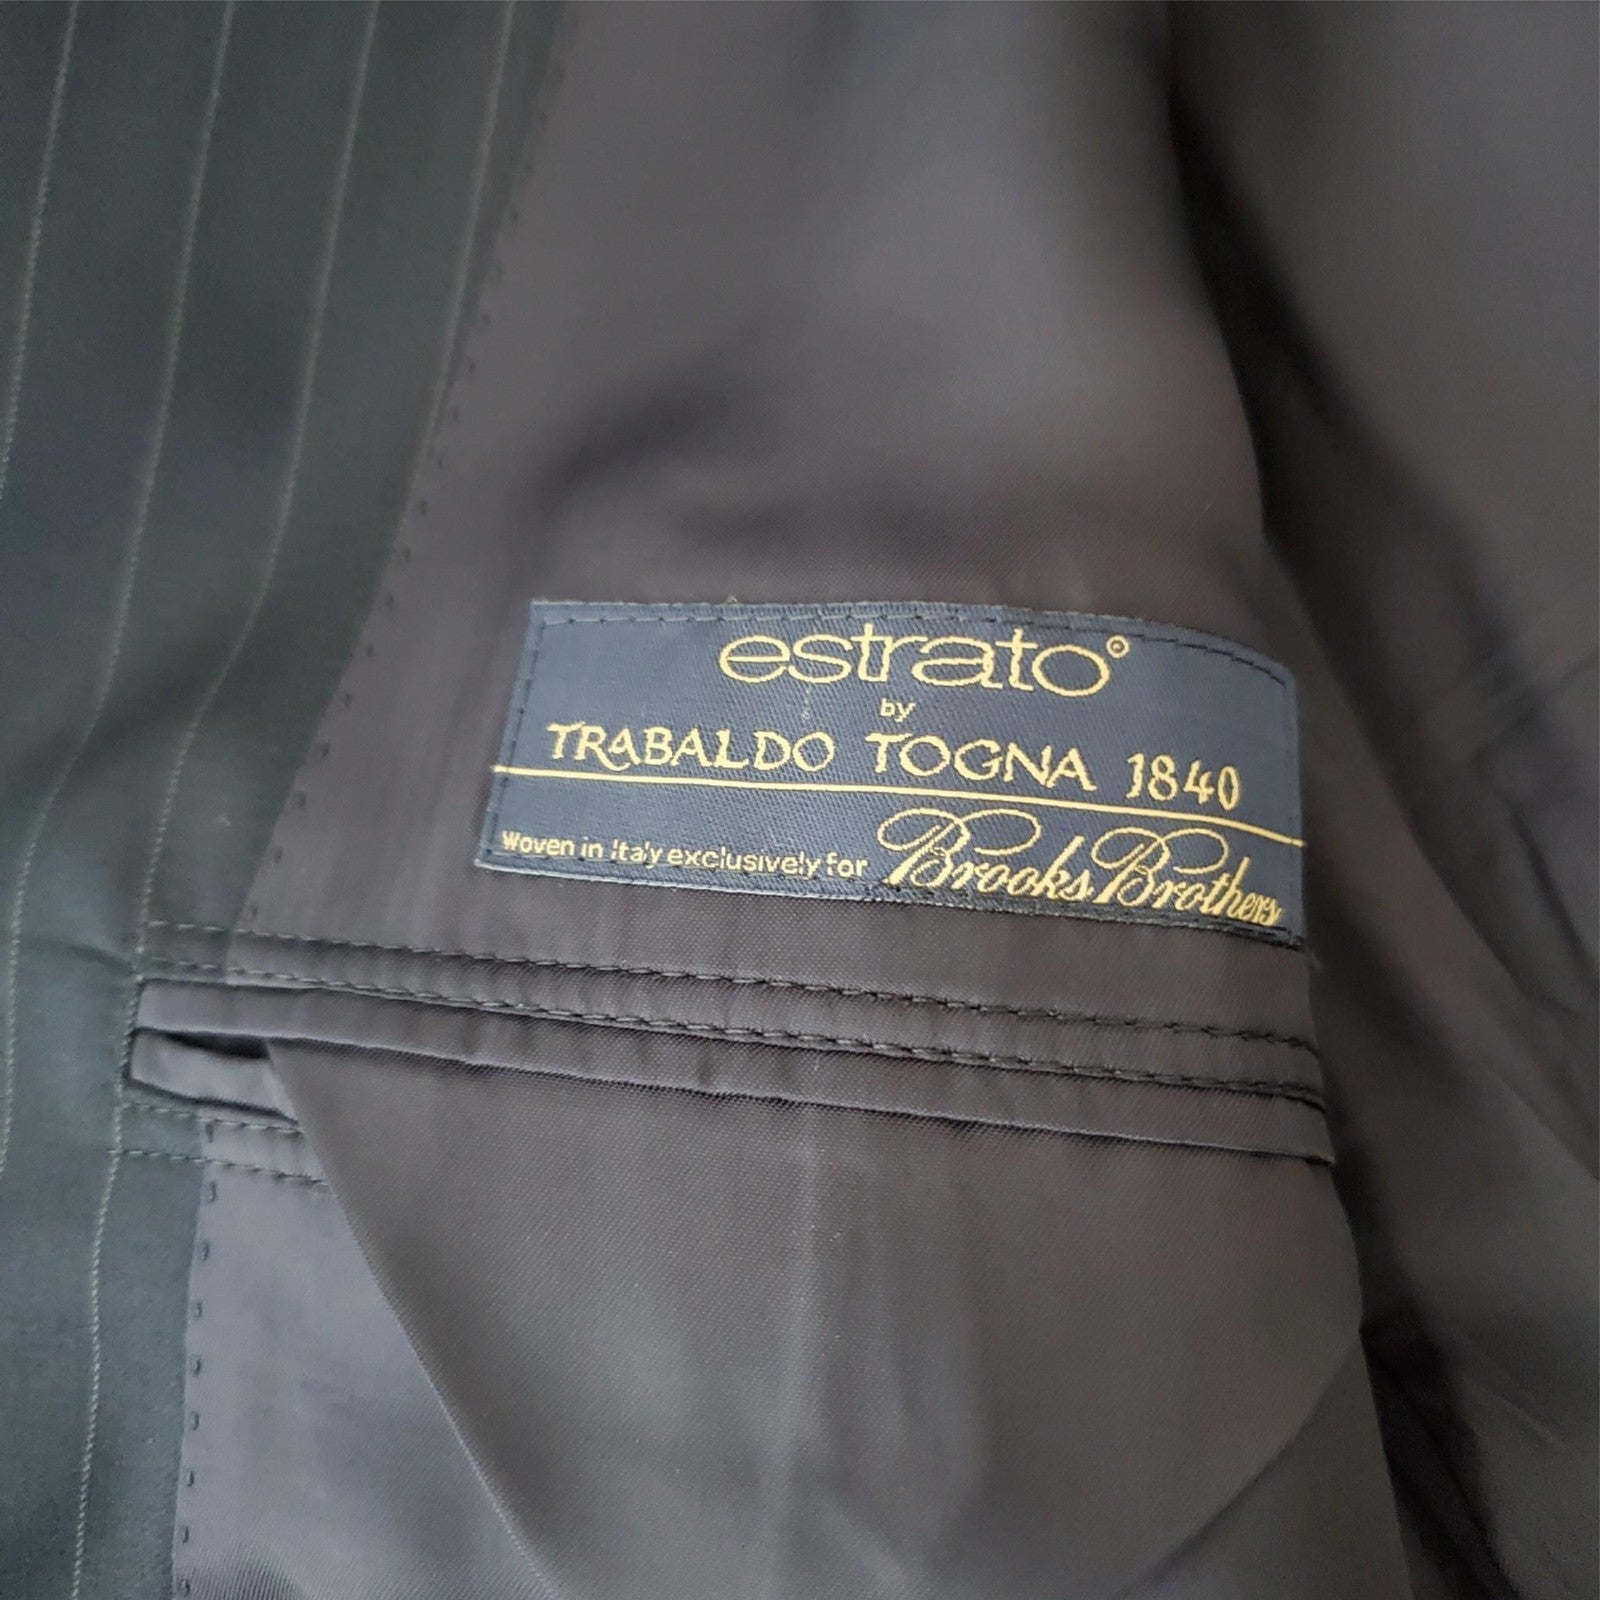 estrato®
by
TRABALDO TOGNA 1840
Woven in Italy exclusively for Brooks Brothers